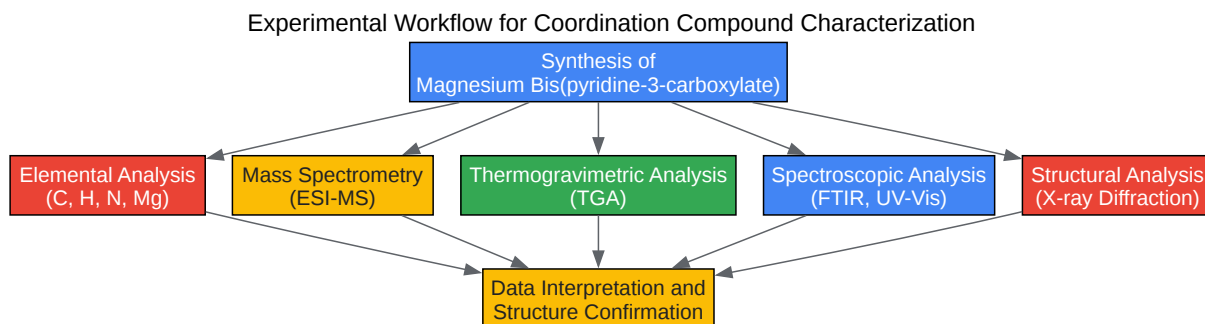 Experimental Workflow for Coordination Compound Characterization
Synthesis of
Magnesium Bis(pyridine-3-carboxylate)
Elemental Analysis
(C, H, N, Mg)
Mass Spectrometry
(ESI-MS)
Thermogravimetric Analysis
(TGA)
Spectroscopic Analysis
(FTIR, UV-Vis)
Structural Analysis
(X-ray Diffraction)
Data Interpretation and
Structure Confirmation